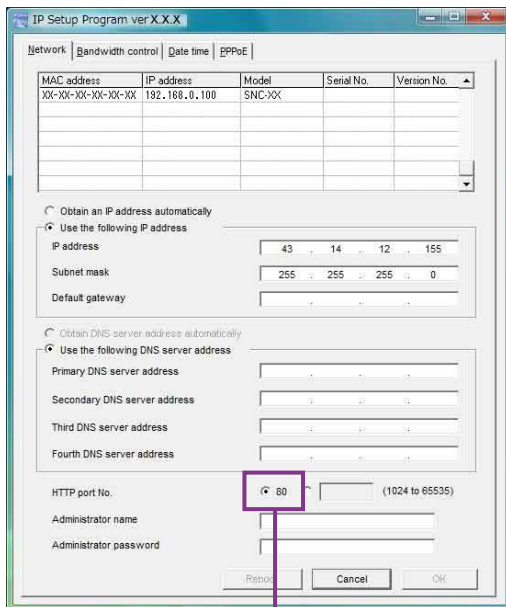 IP Setup Program ver X.X.X
Network Bandwidth control Date time PPPoE
MAC address IP address Model Serial No. Version No.
XX-XX-XX-XX-XX-XX 192.168.0.100 SNC-XX
Obtain an IP address automatically
Use the following IP address
IP address 43 . 14 . 12 . 155
Subnet mask 255 . 255 . 255 . 0
Default gateway . . .
Obtain DNS server address automatically
Use the following DNS server address
Primary DNS server address . . .
Secondary DNS server address . . .
Third DNS server address . . .
Fourth DNS server address . . .
HTTP port No. 80 (1024 to 65535)
Administrator name
Administrator password
Cancel OK